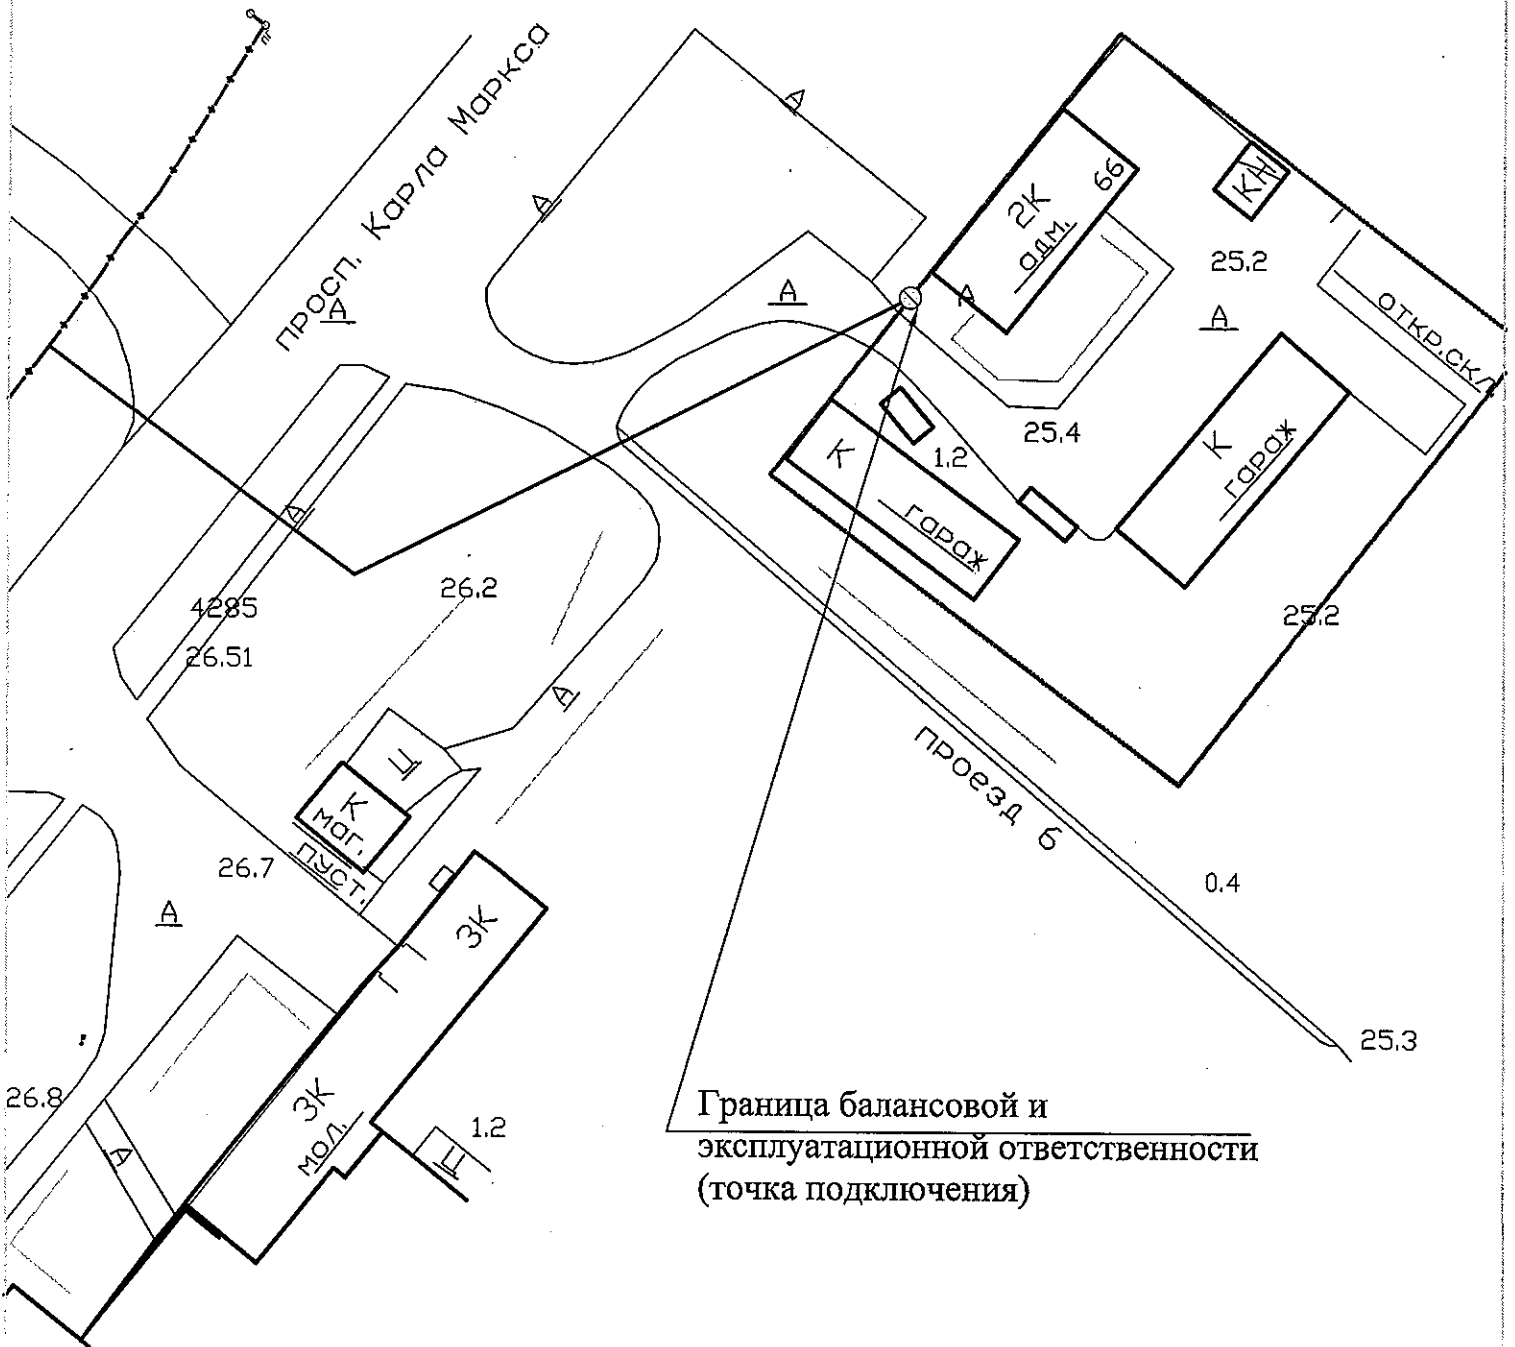 пг
просп. Карла Маркса
А
А
А
2К
адм.
66
КН
25.2
А
откр.скл.
А
А
25.4
К
гараж
1.2
К
гараж
25.2
А
26.2
4285
26.51
А
Ц
К
маг.
пуст.
26.7
А
3К
проезд 6
0.4
25.3
26.8
А
3К
мол.
1.2
Ц
Граница балансовой и
эксплуатационной ответственности
(точка подключения)